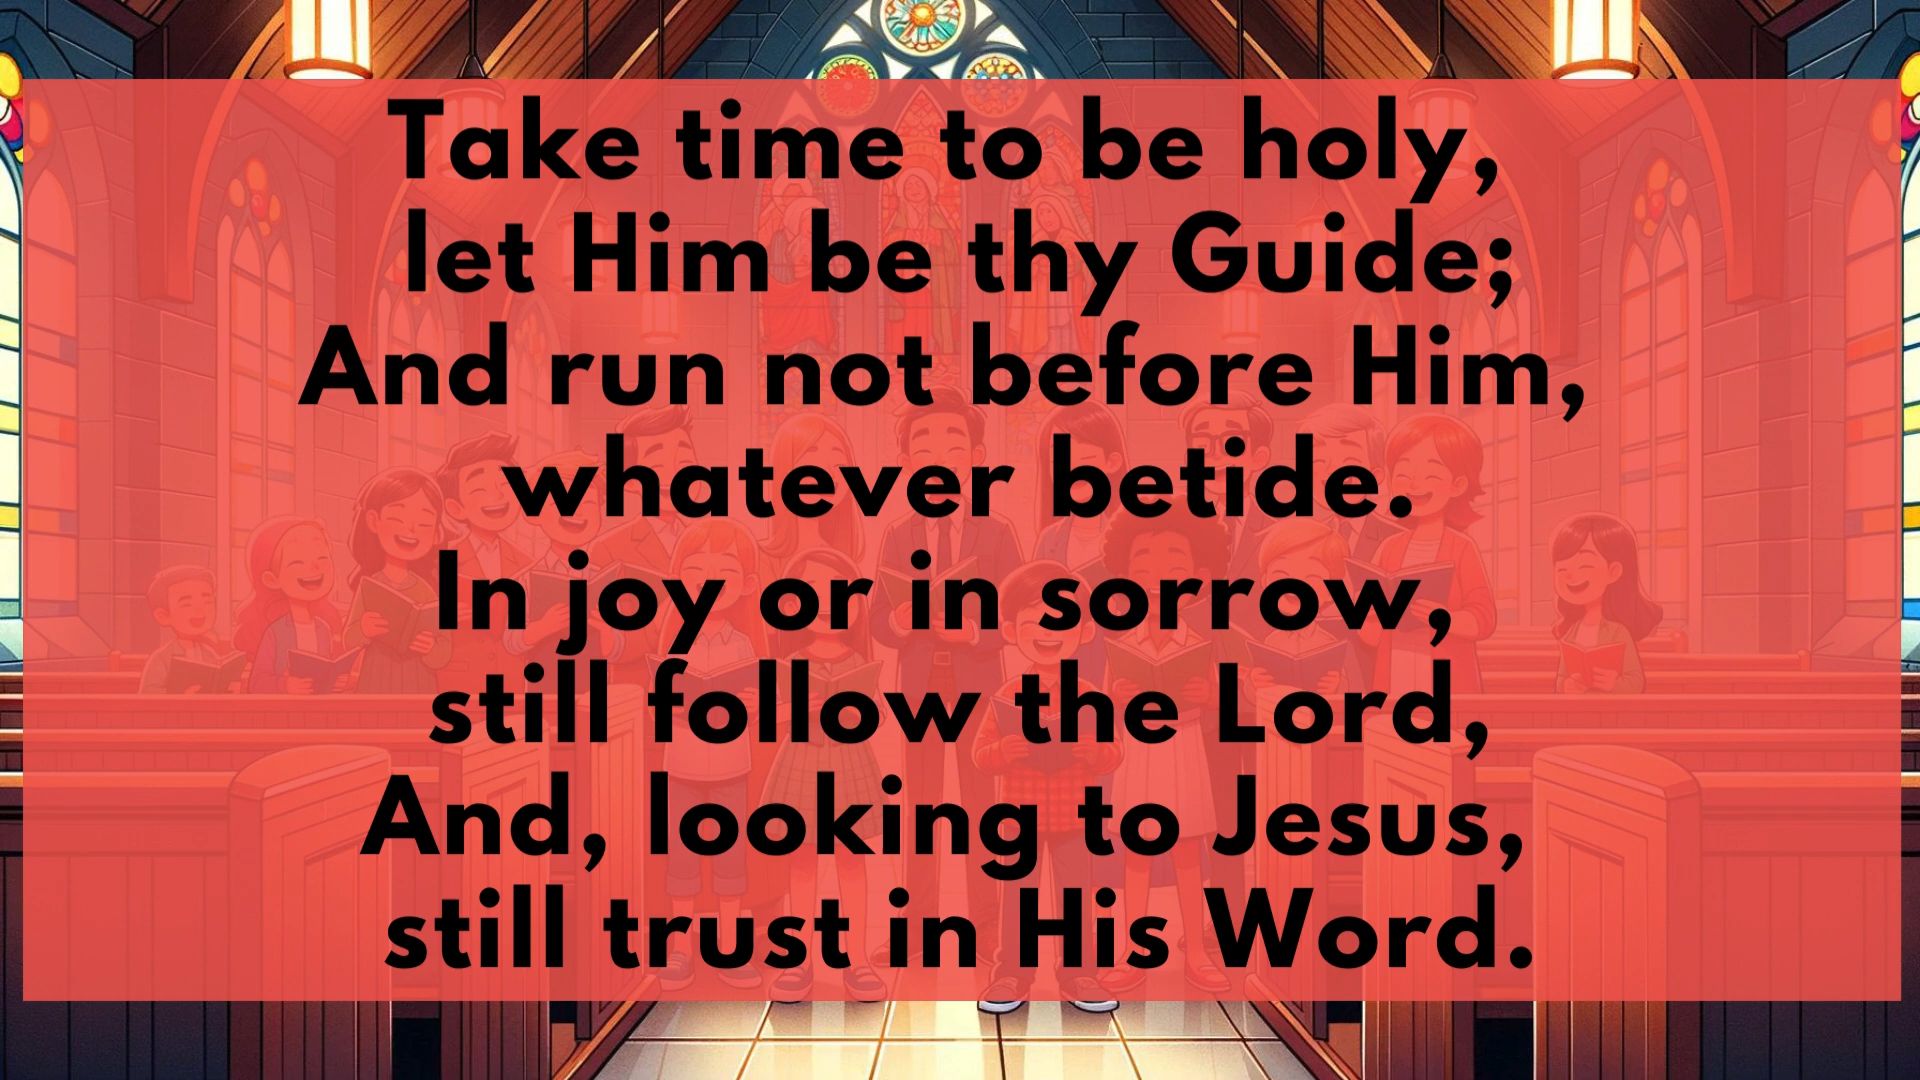 Take time to be holy,
let Him be thy Guide;
And run not before Him,
whatever betide.
In joy or in sorrow,
still follow the Lord,
And, looking to Jesus,
still trust in His Word.